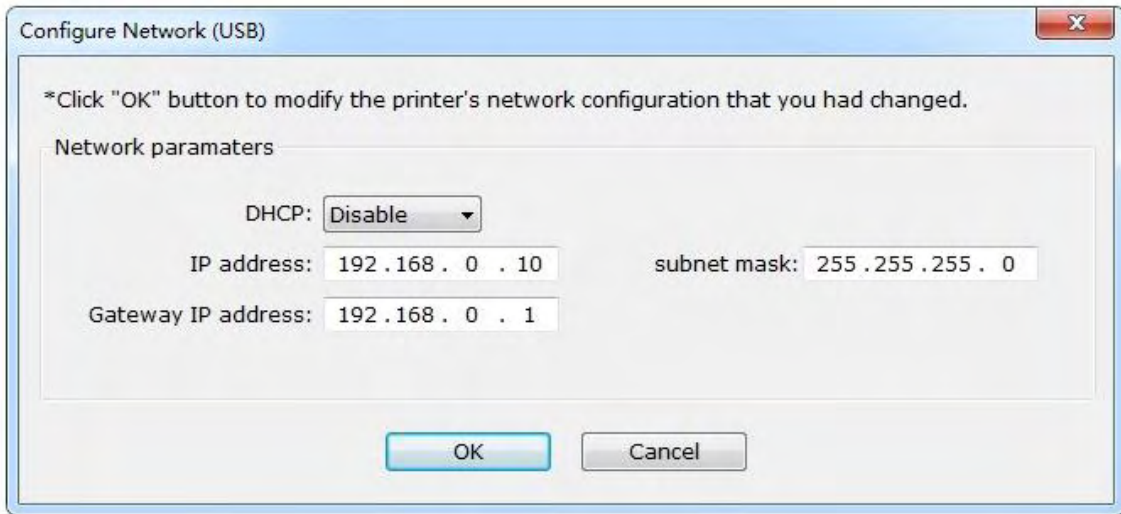 Configure Network (USB)
*Click "OK" button to modify the printer's network configuration that you had changed.
Network paramaters
DHCP: Disable
IP address: 192.168. 0 .10 subnet mask: 255.255.255. 0
Gateway IP address: 192.168. 0 . 1
OK Cancel